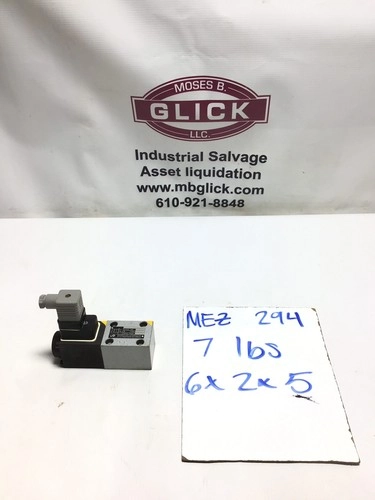 MOSES B.
GLICK
LLC.
Industrial Salvage
Asset liquidation
www.mbglick.com
610-921-8848
MEZ 294
7 lbs
6x2x5